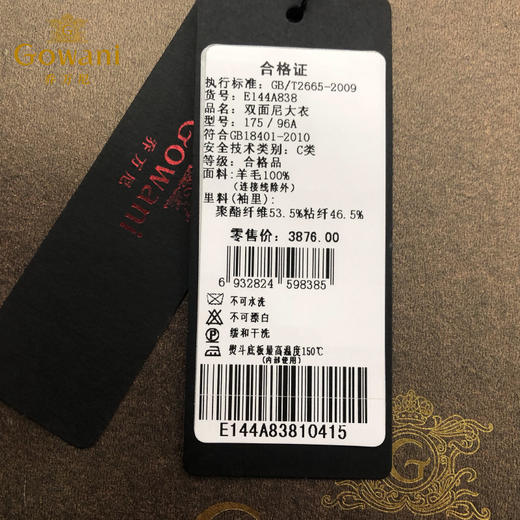 Gowani
乔万尼
Gowani
乔万尼
合格证
执行标准: GB/T2665-2009
货号: E144A838
品名: 双面尼大衣
型号: 175/96A
符合GB18401-2010
安全技术类别: C类
等级: 合格品
面料: 羊毛100%
(连接线除外)
里料(袖里):
聚酯纤维53.5%粘纤46.5%
零售价: 3876.00
6 932824 598385
不可水洗
不可漂白
缓和干洗
熨斗底板最高温度150℃
(内部用)
E144A83810415
G